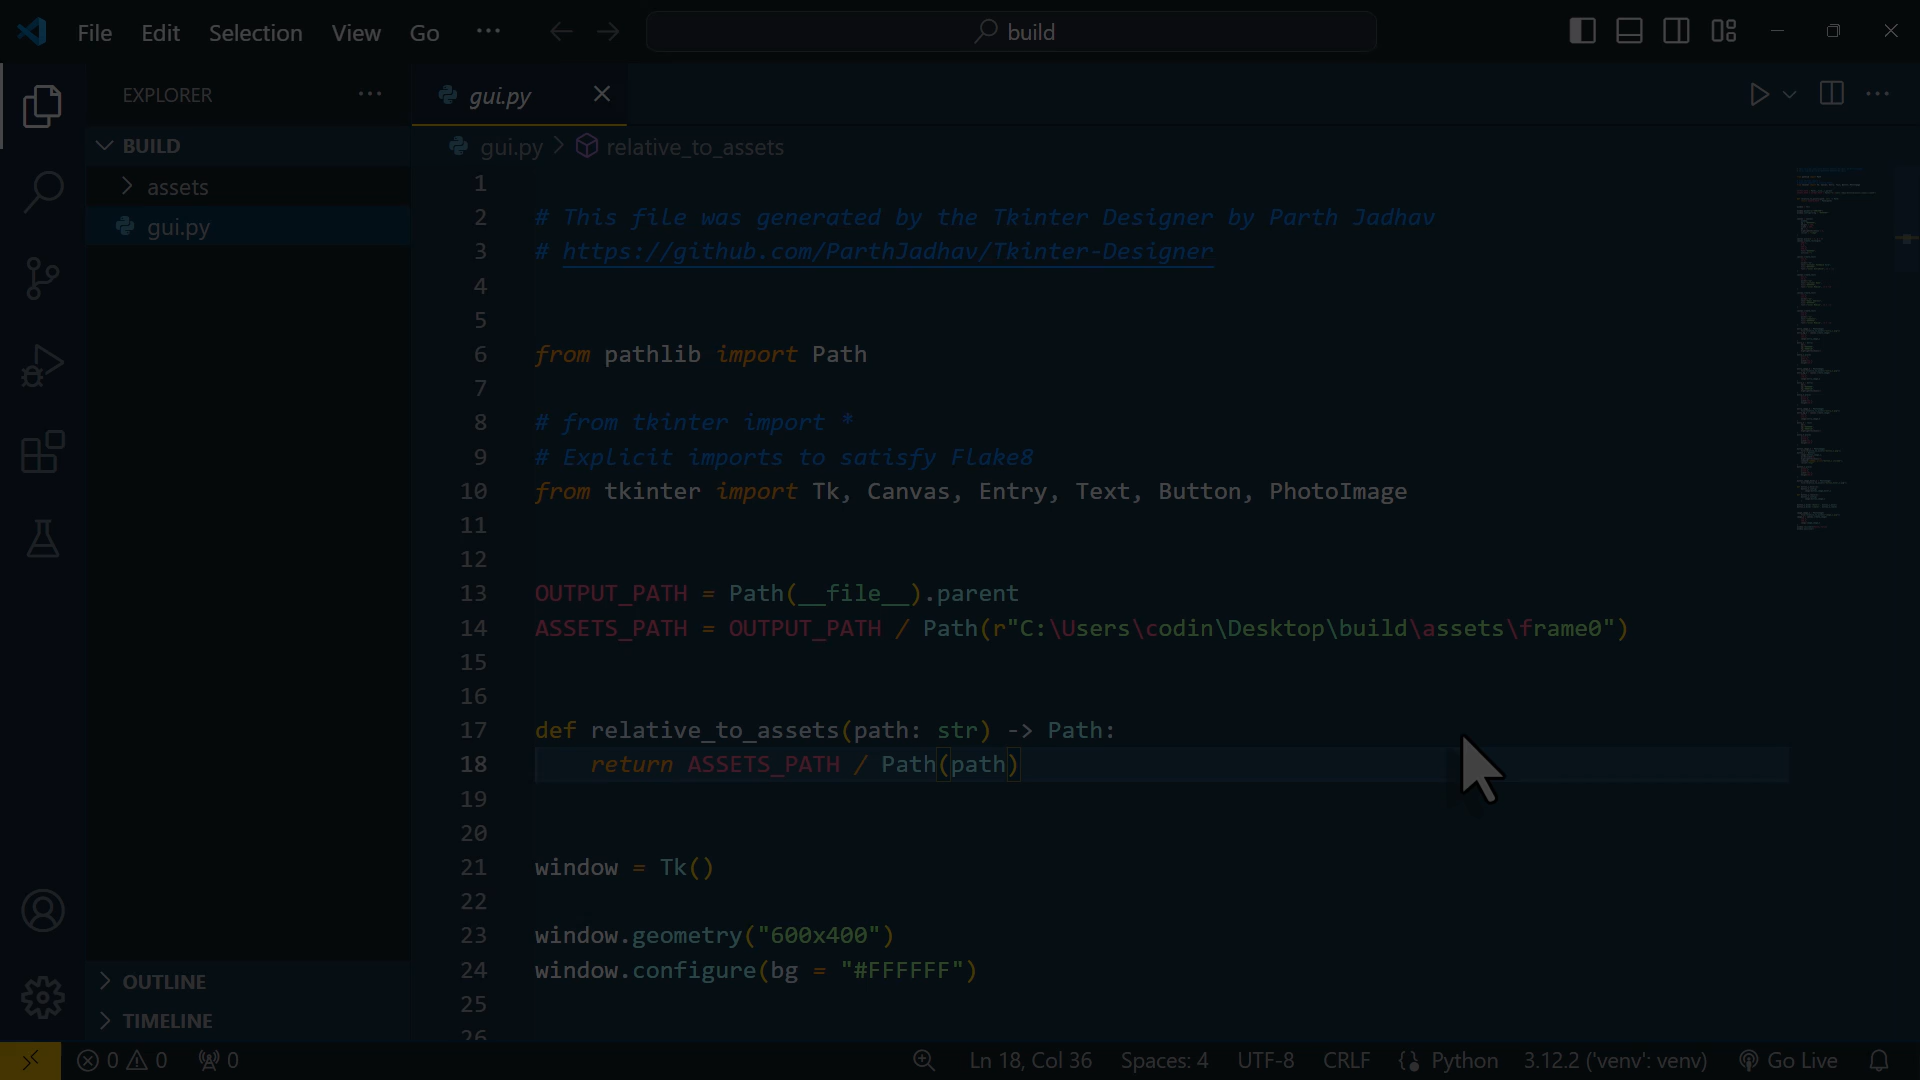 File Edit Selection View Go ··· build
EXPLORER ···
BUILD
assets
gui.py
OUTLINE
TIMELINE
gui.py
gui.py > relative_to_assets
1
2 # This file was generated by the Tkinter Designer by Parth Jadhav
3 # https://github.com/ParthJadhav/Tkinter-Designer
4
5
6 from pathlib import Path
7
8 # from tkinter import *
9 # Explicit imports to satisfy Flake8
10 from tkinter import Tk, Canvas, Entry, Text, Button, PhotoImage
11
12
13 OUTPUT_PATH = Path(__file__).parent
14 ASSETS_PATH = OUTPUT_PATH / Path(r"C:\Users\codin\Desktop\build\assets\frame0")
15
16
17 def relative_to_assets(path: str) -> Path:
18     return ASSETS_PATH / Path(path)
19
20
21 window = Tk()
22
23 window.geometry("600x400")
24 window.configure(bg = "#FFFFFF")
25
26
0 0 0 Ln 18, Col 36 Spaces: 4 UTF-8 CRLF Python 3.12.2 ('venv': venv) Go Live